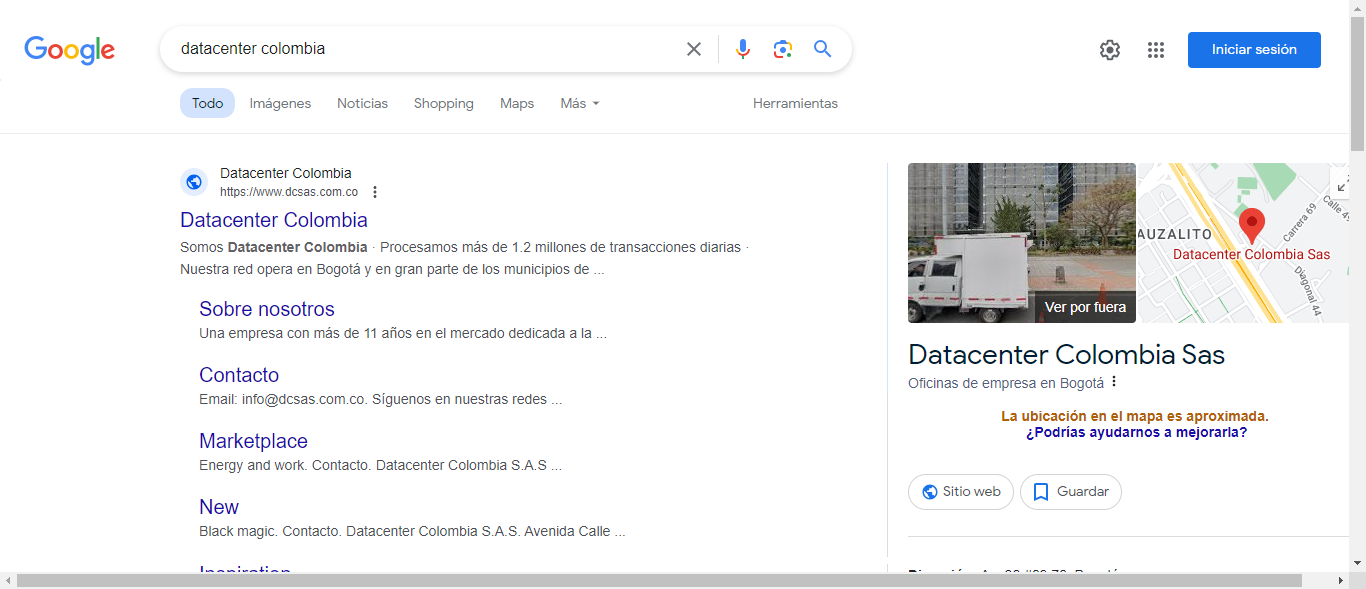 Google
datacenter colombia
Iniciar sesión
Todo
Imágenes
Noticias
Shopping
Maps
Más
Herramientas
Datacenter Colombia
https://www.dcsas.com.co
Datacenter Colombia
Somos Datacenter Colombia · Procesamos más de 1.2 millones de transacciones diarias ·
Nuestra red opera en Bogotá y en gran parte de los municipios de ...
Sobre nosotros
Una empresa con más de 11 años en el mercado dedicada a la ...
Contacto
Email: info@dcsas.com.co. Síguenos en nuestras redes ...
Marketplace
Energy and work. Contacto. Datacenter Colombia S.A.S ...
New
Black magic. Contacto. Datacenter Colombia S.A.S. Avenida Calle ...
Inspiration
Ver por fuera
AUZALITO
Carrera 69
Calle 4
Datacenter Colombia Sas
Diagonal 44
Datacenter Colombia Sas
Oficinas de empresa en Bogotá
La ubicación en el mapa es aproximada.
¿Podrías ayudarnos a mejorarla?
Sitio web
Guardar